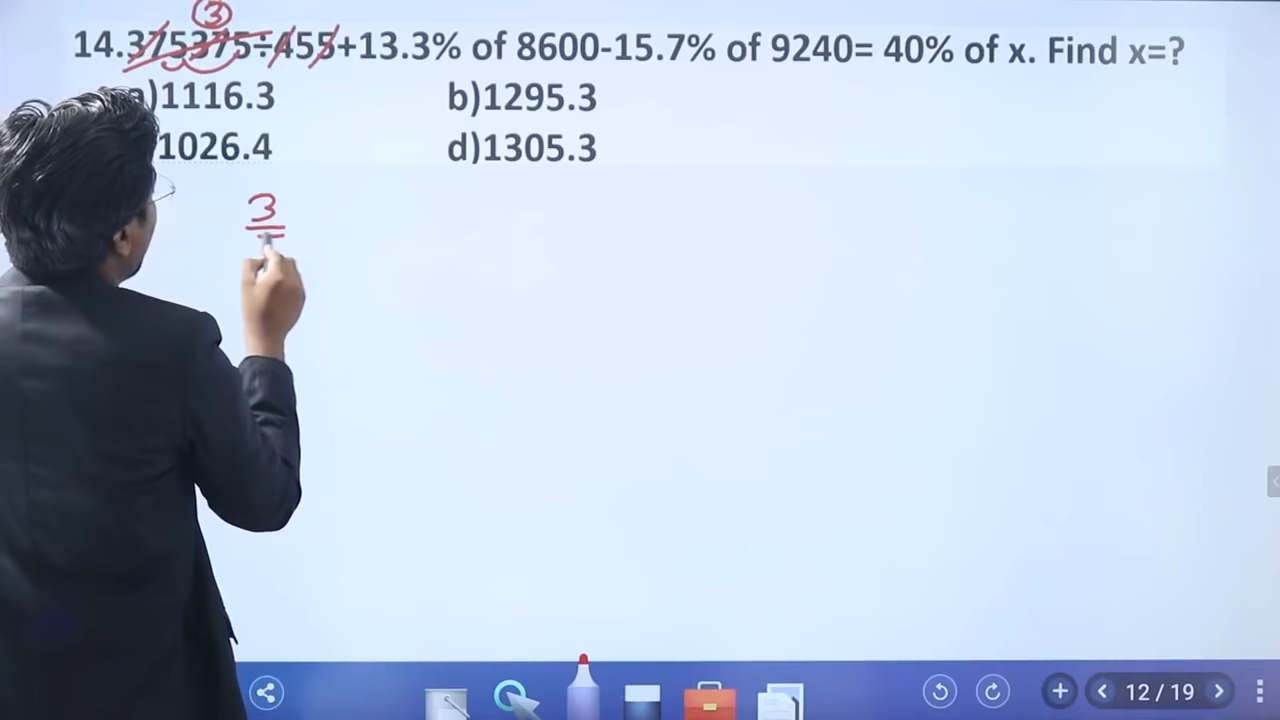 ③
14.375375÷455+13.3% of 8600-15.7% of 9240= 40% of x. Find x=?
a)1116.3 b)1295.3
1026.4 d)1305.3
3
12 / 19